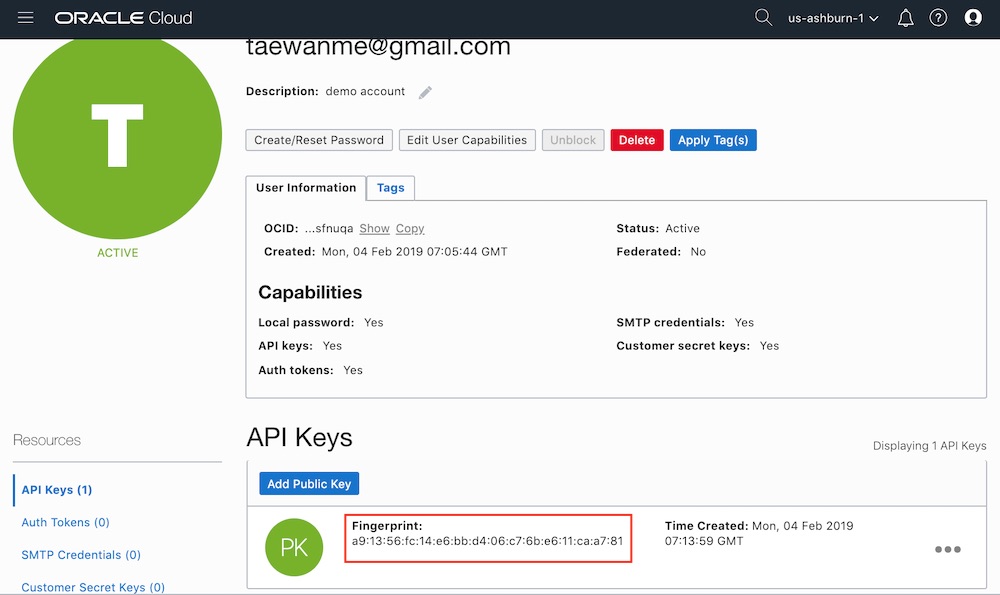 ORACLE Cloud
us-ashburn-1
taewanme@gmail.com
T
ACTIVE
Description: demo account
Create/Reset Password Edit User Capabilities Unblock Delete Apply Tag(s)
User Information Tags
OCID: ...sfnuqa Show Copy
Status: Active
Created: Mon, 04 Feb 2019 07:05:44 GMT
Federated: No
Capabilities
Local password: Yes
SMTP credentials: Yes
API keys: Yes
Customer secret keys: Yes
Auth tokens: Yes
Resources
API Keys (1)
Auth Tokens (0)
SMTP Credentials (0)
Customer Secret Keys (0)
API Keys
Displaying 1 API Keys
Add Public Key
PK
Fingerprint:
a9:13:56:fc:14:e6:bb:d4:06:c7:6b:e6:11:ca:a7:81
Time Created: Mon, 04 Feb 2019
07:13:59 GMT